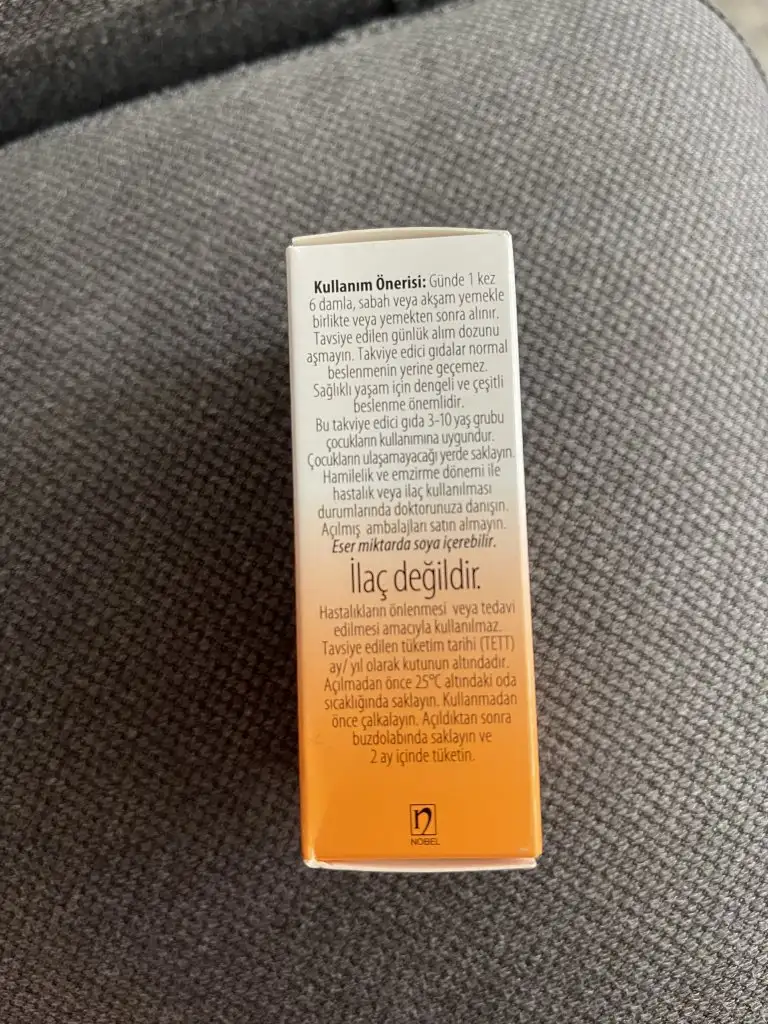 Kullanım Önerisi: Günde 1 kez
6 damla, sabah veya akşam yemekle
birlikte veya yemekten sonra alınır.
Tavsiye edilen günlük alım dozunu
aşmayın. Takviye edici gıdalar normal
beslenmenin yerine geçemez.
Sağlıklı yaşam için dengeli ve çeşitli
beslenme önemlidir.
Bu takviye edici gıda 3-10 yaş grubu
çocukların kullanımına uygundur.
Çocukların ulaşamayacağı yerde saklayın.
Hamilelik ve emzirme dönemi ile
hastalık veya ilaç kullanılması
durumlarında doktorunuza danışın.
Açılmış ambalajları satın almayın.
Eser miktarda soya içerebilir.
İlaç değildir.
Hastalıkların önlenmesi veya tedavi
edilmesi amacıyla kullanılmaz.
Tavsiye edilen tüketim tarihi (TETT)
ay/ yıl olarak kutunun altındadır.
Açılmadan önce 25°C altındaki oda
sıcaklığında saklayın. Kullanmadan
önce çalkalayın. Açıldıktan sonra
buzdolabında saklayın ve
2 ay içinde tüketin.
n
NOBEL